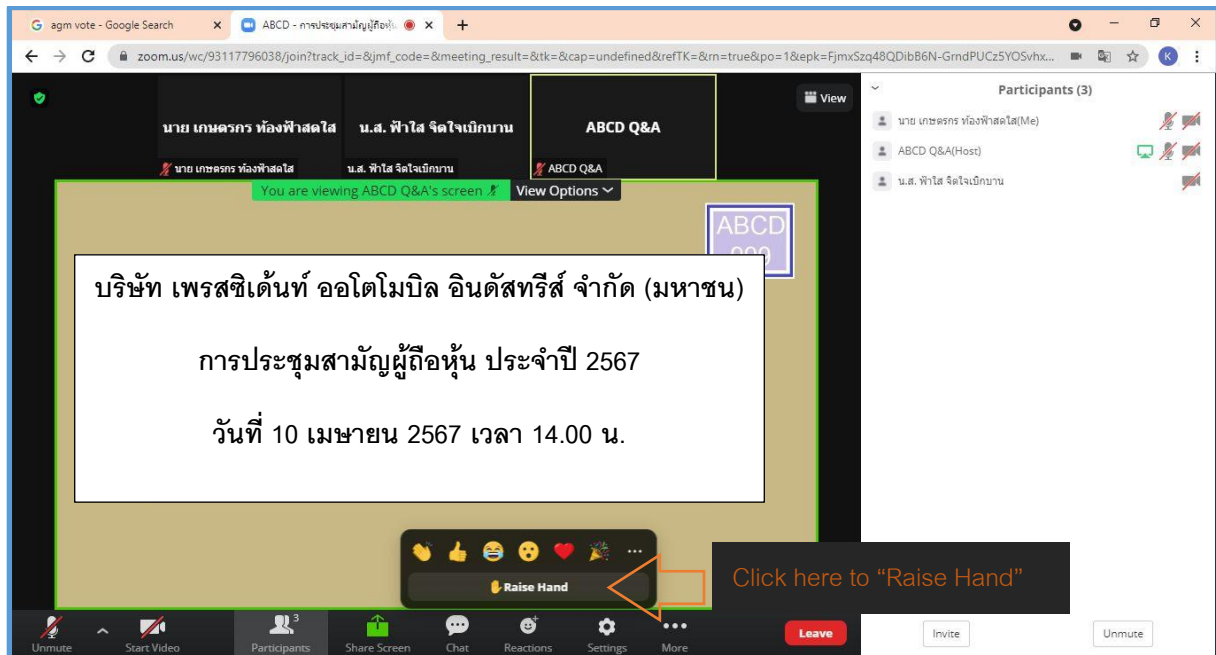 agm vote - Google Search
ABCD - การประชุมสามัญผู้ถือหุ้น
zoom.us/wc/93117796038/join?track_id=&jmf_code=&meeting_result=&tk=&cap=undefined&refTK=&rn=true&po=1&epk=FjmxSzq48QDibB6N-GrndPUCz5YOSvhx...
K
View
นาย เกษตรกร ท้องฟ้าสดใส
น.ส. ฟ้าใส จิตใจเบิกบาน
ABCD Q&A
นาย เกษตรกร ท้องฟ้าสดใส
น.ส. ฟ้าใส จิตใจเบิกบาน
ABCD Q&A
You are viewing ABCD Q&A's screen
View Options
ABCD
บริษัท เพรสซิเด้นท์ ออโตโมบิล อินดัสทรีส์ จำกัด (มหาชน)
การประชุมสามัญผู้ถือหุ้น ประจำปี 2567
วันที่ 10 เมษายน 2567 เวลา 14.00 น.
Raise Hand
Click here to “Raise Hand”
Unmute
Start Video
3
Participants
Share Screen
Chat
Reactions
Settings
More
Leave
Participants (3)
นาย เกษตรกร ท้องฟ้าสดใส(Me)
ABCD Q&A(Host)
น.ส. ฟ้าใส จิตใจเบิกบาน
Invite
Unmute